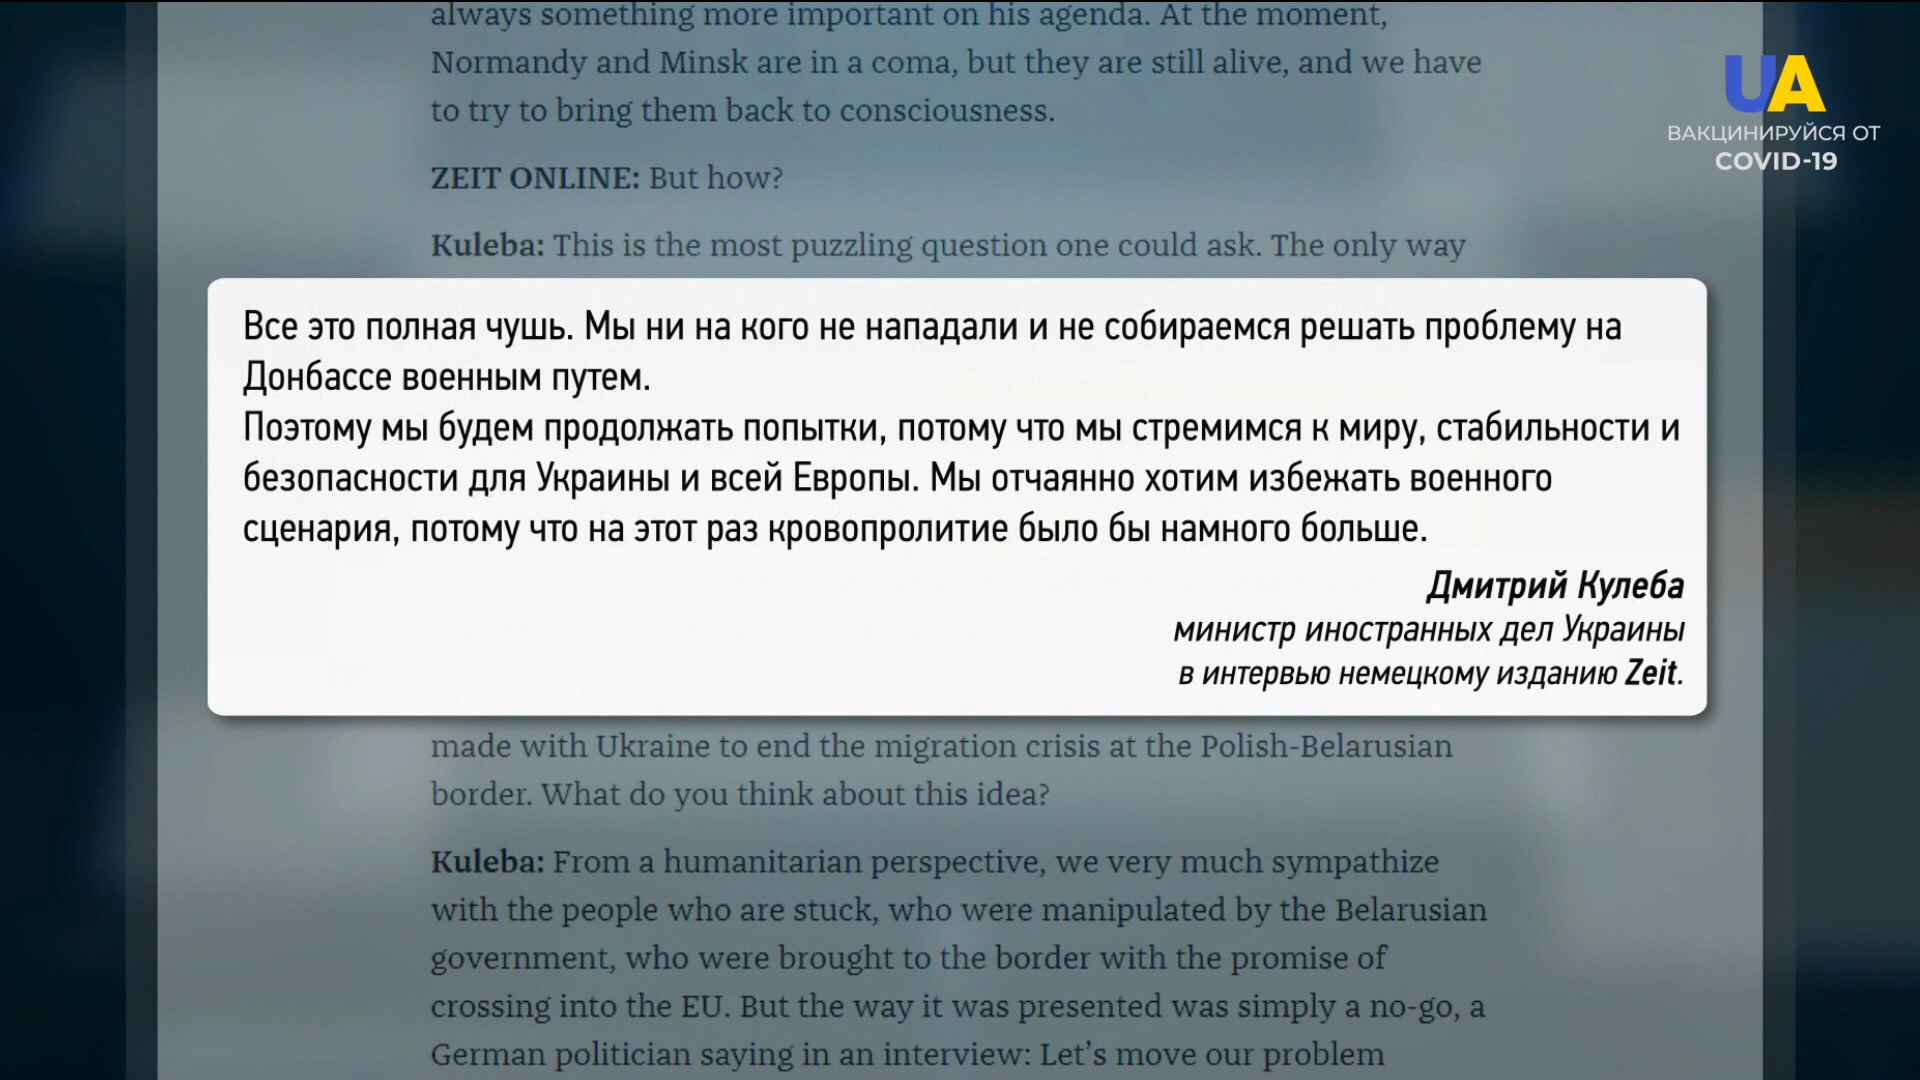 always something more important on his agenda. At the moment,
Normandy and Minsk are in a coma, but they are still alive, and we have
to try to bring them back to consciousness.
UA
ВАКЦИНИРУЙСЯ ОТ
COVID-19
ZEIT ONLINE: But how?
Kuleba: This is the most puzzling question one could ask. The only way
Все это полная чушь. Мы ни на кого не нападали и не собираемся решать проблему на
Донбассе военным путем.
Поэтому мы будем продолжать попытки, потому что мы стремимся к миру, стабильности и
безопасности для Украины и всей Европы. Мы отчаянно хотим избежать военного
сценария, потому что на этот раз кровопролитие было бы намного больше.
Дмитрий Кулеба
министр иностранных дел Украины
в интервью немецкому изданию Zeit.
made with Ukraine to end the migration crisis at the Polish-Belarusian
border. What do you think about this idea?
Kuleba: From a humanitarian perspective, we very much sympathize
with the people who are stuck, who were manipulated by the Belarusian
government, who were brought to the border with the promise of
crossing into the EU. But the way it was presented was simply a no-go, a
German politician saying in an interview: Let's move our problem